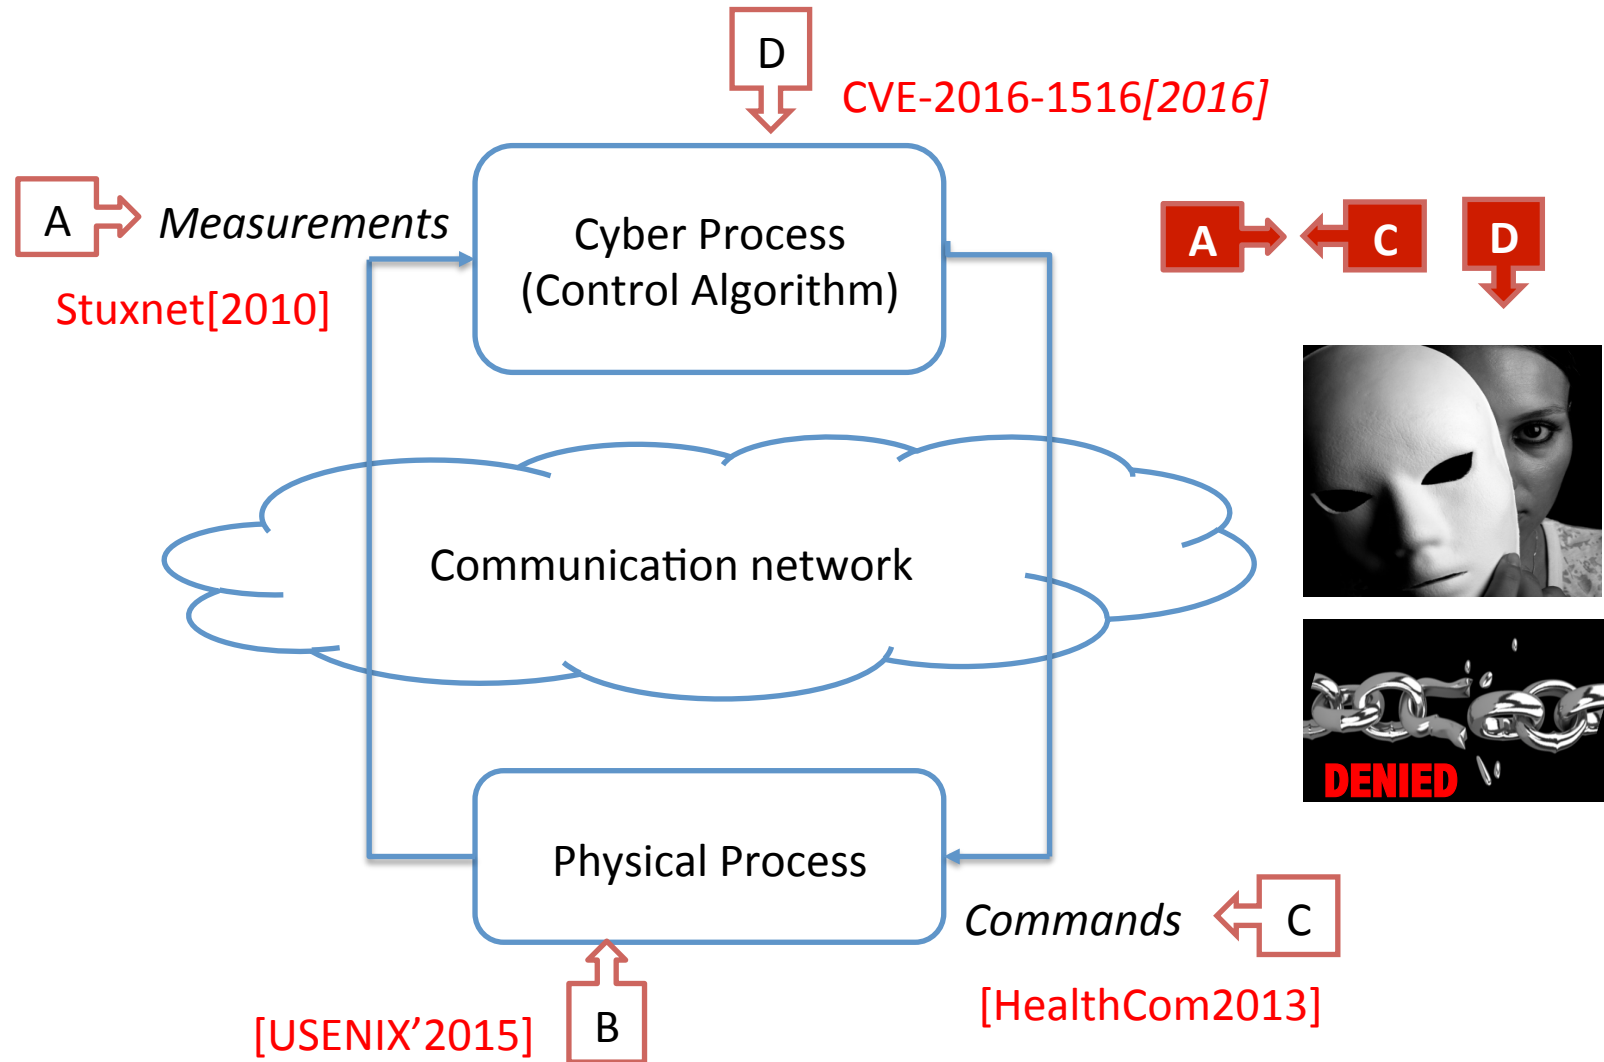 D
CVE-2016-1516[2016]
A
Measurements
Stuxnet[2010]
Cyber Process
(Control Algorithm)
A
C
D
Communication network
DENIED
Physical Process
Commands
C
[HealthCom2013]
[USENIX’2015]
B